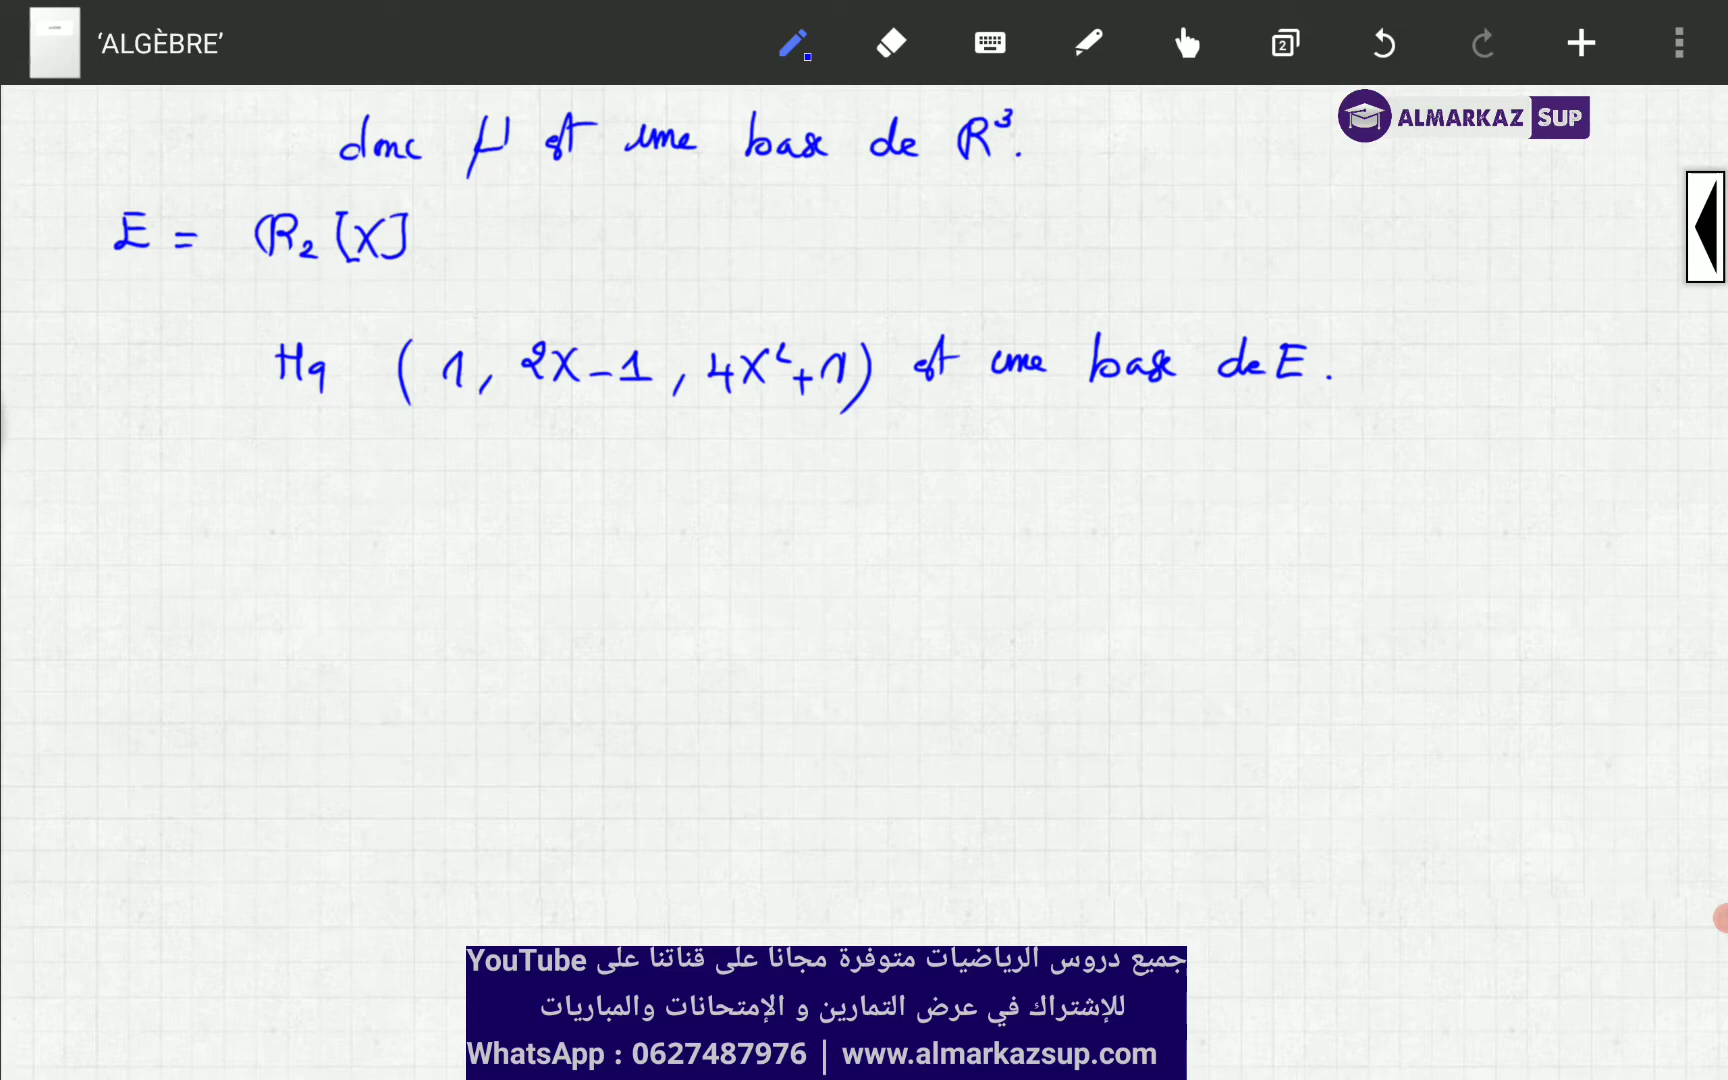 ‘ALGÈBRE’
2
ALMARKAZ SUP
donc μ est une base de ℝ³.
E = ℝ₂[X]
Mq (1, 2X-1, 4X²+1) est une base de E.
جميع دروس الرياضيات متوفرة مجانا على قناتنا على YouTube
للإشتراك في عرض التمارين و الإمتحانات والمباريات
WhatsApp : 0627487976 | www.almarkazsup.com